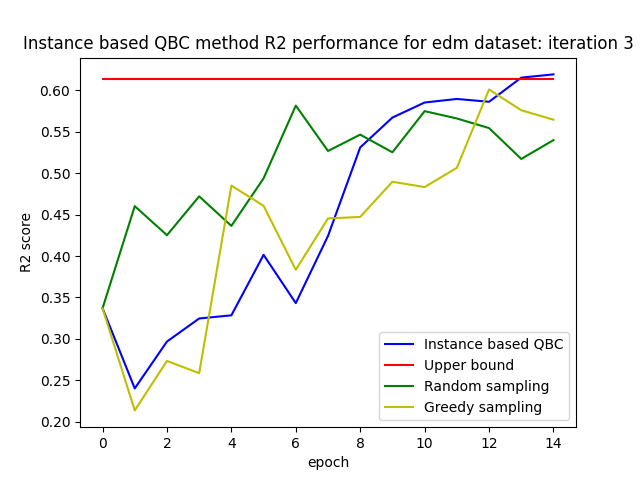 Instance based QBC method R2 performance for edm dataset: iteration 3
0.60
0.55
0.50
0.45
0.40
0.35
0.30
0.25
0.20
R2 score
Instance based QBC
Upper bound
Random sampling
Greedy sampling
0 2 4 6 8 10 12 14
epoch